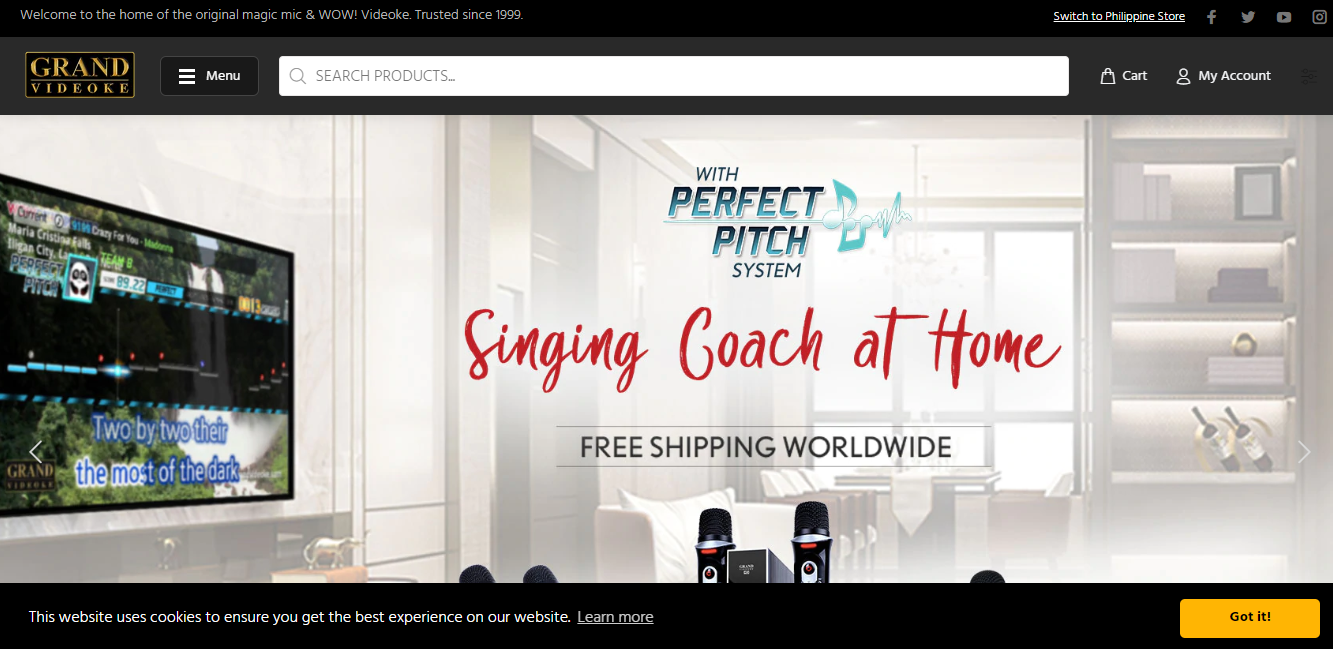 Welcome to the home of the original magic mic & WOW! Videoke. Trusted since 1999.
Switch to Philippine Store
GRAND
VIDEOKE
Menu
SEARCH PRODUCTS...
Cart
My Account
WITH
PERFECT
PITCH
SYSTEM
Current
9195 Crazy For You - Madonna
Maria Cristina Falls
Iligan City,
TEAM B
PERFECT
PITCH
89.22
PERFECT
Two by two their
the most of the dark
GRAND
VIDEOKE
Singing Coach at Home
FREE SHIPPING WORLDWIDE
GRAND
This website uses cookies to ensure you get the best experience on our website. Learn more
Got it!